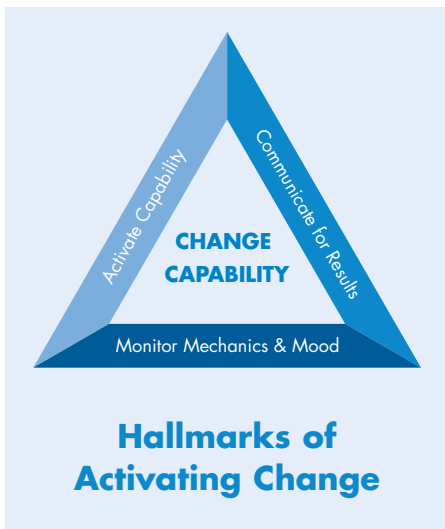 Activate Capability
Communicate for Results
CHANGE
CAPABILITY
Monitor Mechanics & Mood
Hallmarks of
Activating Change